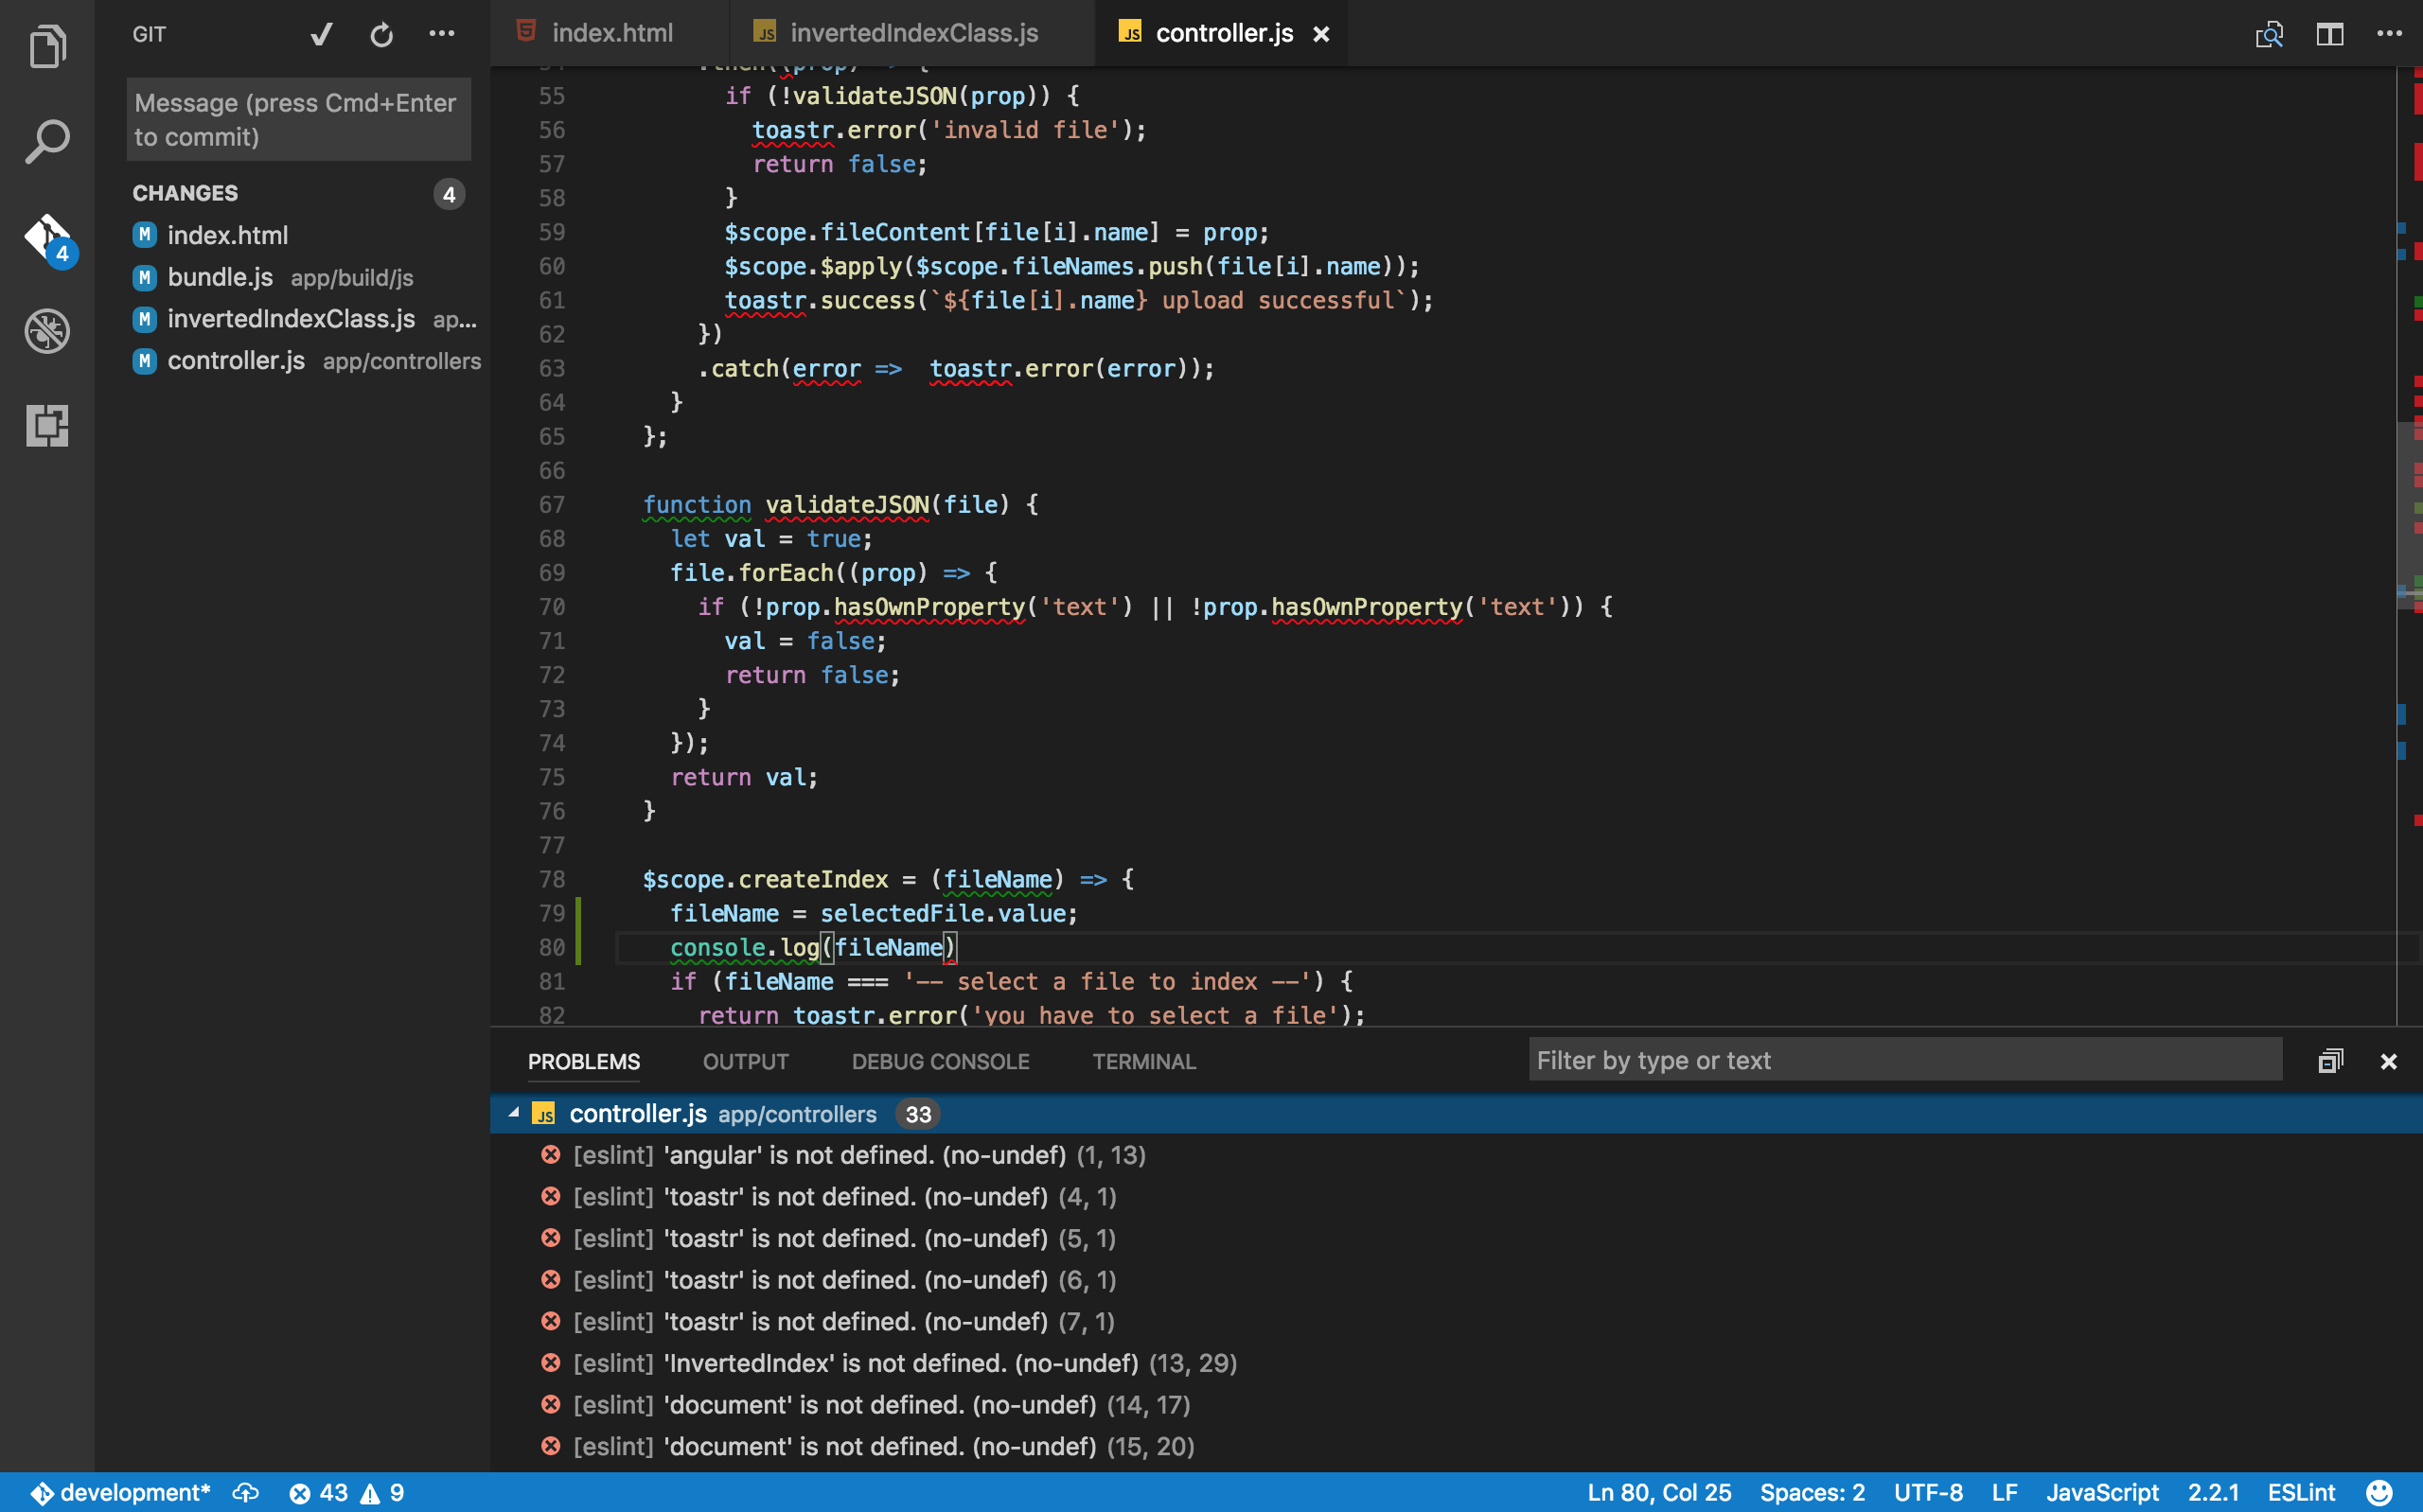 GIT
Message (press Cmd+Enter
to commit)
CHANGES 4
M index.html
M bundle.js app/build/js
M invertedIndexClass.js ap...
M controller.js app/controllers
4
index.html
JS invertedIndexClass.js
JS controller.js
54 .then((prop) => {
55 if (!validateJSON(prop)) {
56 toastr.error('invalid file');
57 return false;
58 }
59 $scope.fileContent[file[i].name] = prop;
60 $scope.$apply($scope.fileNames.push(file[i].name));
61 toastr.success(`${file[i].name} upload successful`);
62 })
63 .catch(error =>  toastr.error(error));
64 }
65 };
66
67 function validateJSON(file) {
68 let val = true;
69 file.forEach((prop) => {
70 if (!prop.hasOwnProperty('text') || !prop.hasOwnProperty('text')) {
71 val = false;
72 return false;
73 }
74 });
75 return val;
76 }
77
78 $scope.createIndex = (fileName) => {
79 fileName = selectedFile.value;
80 console.log(fileName)
81 if (fileName === '-- select a file to index --') {
82 return toastr.error('you have to select a file');
PROBLEMS OUTPUT DEBUG CONSOLE TERMINAL Filter by type or text
JS controller.js app/controllers 33
[eslint] 'angular' is not defined. (no-undef) (1, 13)
[eslint] 'toastr' is not defined. (no-undef) (4, 1)
[eslint] 'toastr' is not defined. (no-undef) (5, 1)
[eslint] 'toastr' is not defined. (no-undef) (6, 1)
[eslint] 'toastr' is not defined. (no-undef) (7, 1)
[eslint] 'InvertedIndex' is not defined. (no-undef) (13, 29)
[eslint] 'document' is not defined. (no-undef) (14, 17)
[eslint] 'document' is not defined. (no-undef) (15, 20)
development* 43 9 Ln 80, Col 25 Spaces: 2 UTF-8 LF JavaScript 2.2.1 ESLint